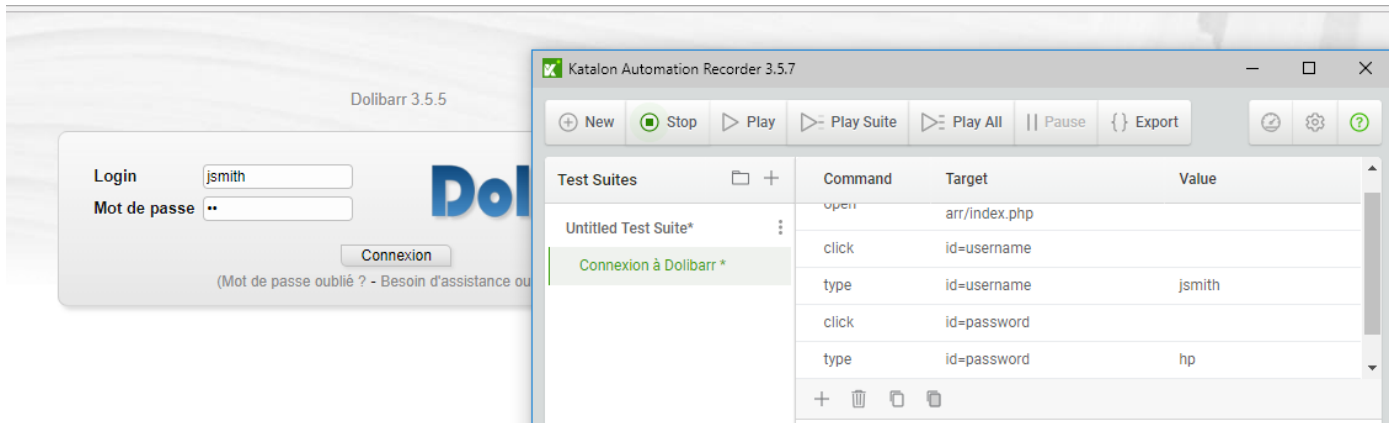 Dolibarr 3.5.5
Login jsmith
Mot de passe ••
Dol
Connexion
(Mot de passe oublié ? - Besoin d'assistance ou
Katalon Automation Recorder 3.5.7
New Stop Play Play Suite Play All Pause { } Export
Test Suites
Untitled Test Suite*
Connexion à Dolibarr *
Command Target Value
open arr/index.php
click id=username
type id=username jsmith
click id=password
type id=password hp